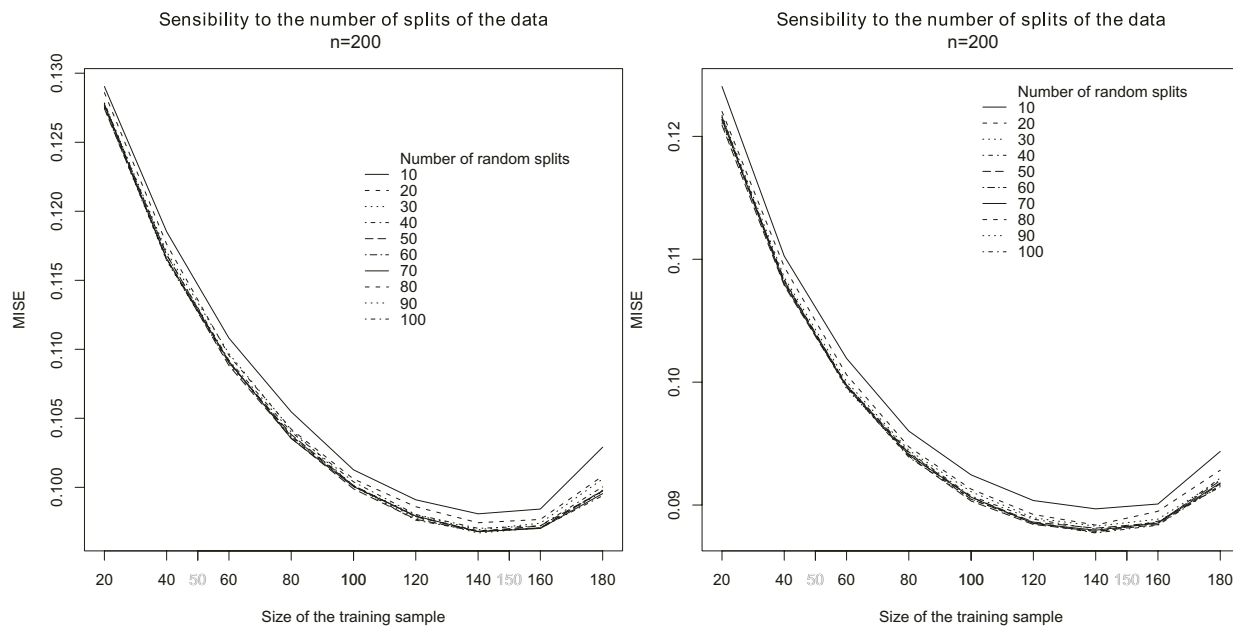 Sensibility to the number of splits of the data
n=200
0.130
0.125
0.120
0.115
0.110
0.105
0.100
MISE
Number of random splits
10
20
30
40
50
60
70
80
90
100
20 40 50 60 80 100 120 140 150 160 180
Size of the training sample
Sensibility to the number of splits of the data
n=200
0.12
0.11
0.10
0.09
MISE
Number of random splits
10
20
30
40
50
60
70
80
90
100
20 40 50 60 80 100 120 140 150 160 180
Size of the training sample